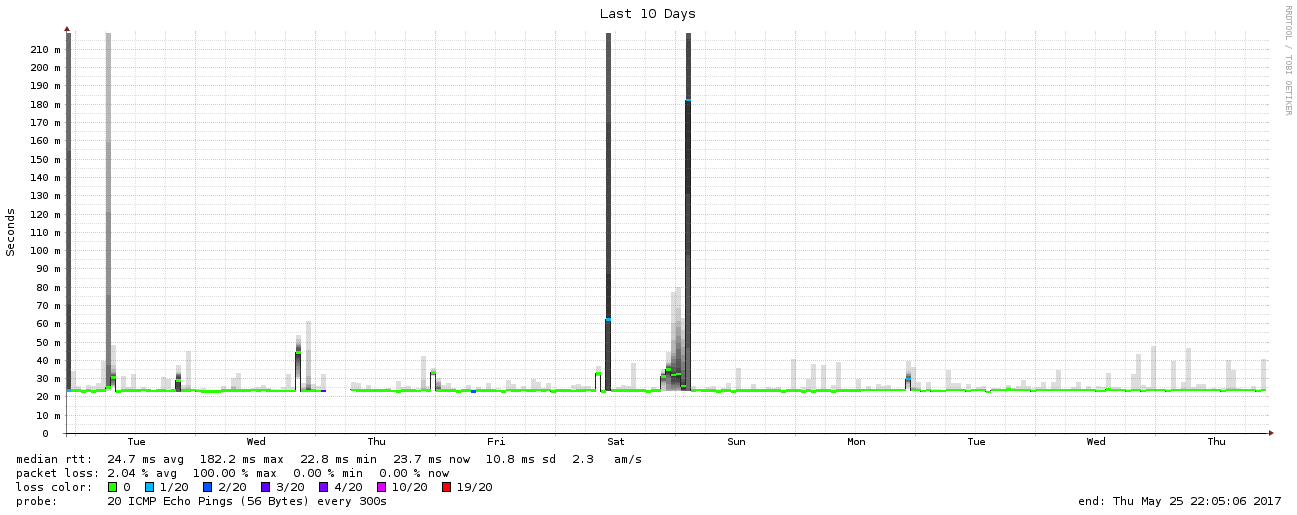 Last 10 Days
RRDTOOL / TOBI OETIKER
Seconds
210 m
200 m
190 m
180 m
170 m
160 m
150 m
140 m
130 m
120 m
110 m
100 m
90 m
80 m
70 m
60 m
50 m
40 m
30 m
20 m
10 m
0
Tue Wed Thu Fri Sat Sun Mon Tue Wed Thu
median rtt: 24.7 ms avg 182.2 ms max 22.8 ms min 23.7 ms now 10.8 ms sd 2.3 am/s
packet loss: 2.04 % avg 100.00 % max 0.00 % min 0.00 % now
loss color: 0 1/20 2/20 3/20 4/20 10/20 19/20
probe: 20 ICMP Echo Pings (56 Bytes) every 300s end: Thu May 25 22:05:06 2017